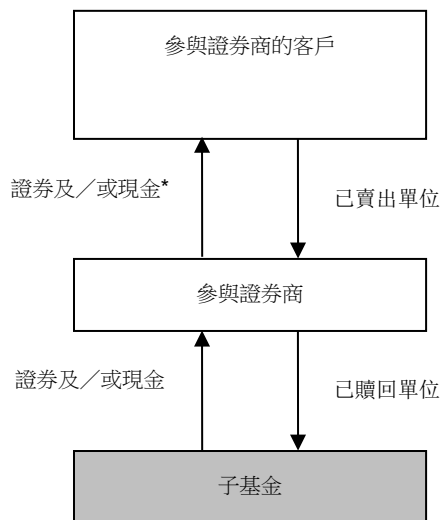 參與證券商的客戶
證券及／或現金*
已賣出單位
參與證券商
證券及／或現金
已贖回單位
子基金